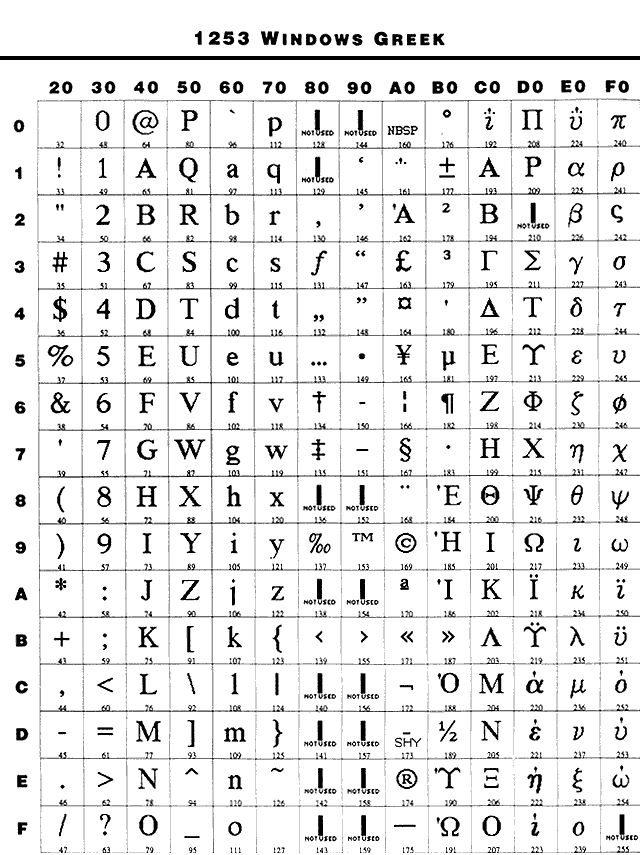 1253 WINDOWS GREEK
20 30 40 50 60 70 80 90 A0 B0 C0 D0 E0 F0
0 0 @ P ` p NOT USED NOT USED NBSP ° ΐ Π ΰ π
32 48 64 80 96 112 128 144 160 176 192 208 224 240
1 ! 1 A Q a q NOT USED ‘ ΅ ± Α Ρ α ρ
33 49 65 81 97 113 129 145 161 177 193 209 225 241
2 " 2 B R b r ‚ ’ Ά ² Β NOT USED β ς
34 50 66 82 98 114 130 146 162 178 194 210 226 242
3 # 3 C S c s ƒ “ £ ³ Γ Σ γ σ
35 51 67 83 99 115 131 147 163 179 195 211 227 243
4 $ 4 D T d t „ ” ¤ ΄ Δ Τ δ τ
36 52 68 84 100 116 132 148 164 180 196 212 228 244
5 % 5 E U e u … • ¥ µ Ε ϒ ε υ
37 53 69 85 101 117 133 149 165 181 197 213 229 245
6 & 6 F V f v † - ¦ ¶ Ζ Φ ζ φ
38 54 70 86 102 118 134 150 166 182 198 214 230 246
7 ' 7 G W g w ‡ – § · Η Χ η χ
39 55 71 87 103 119 135 151 167 183 199 215 231 247
8 ( 8 H X h x NOT USED NOT USED ¨ Έ Θ Ψ θ ψ
40 56 72 88 104 120 136 152 168 184 200 216 232 248
9 ) 9 I Y i y ‰ ™ © Ή Ι Ω ι ω
41 57 73 89 105 121 137 153 169 185 201 217 233 249
A * : J Z j z NOT USED NOT USED ª Ί Κ Ϊ κ ϊ
42 58 74 90 106 122 138 154 170 186 202 218 234 250
B + ; K [ k { ‹ › « » Λ Ϋ λ ϋ
43 59 75 91 107 123 139 155 171 187 203 219 235 251
C , < L \ l | NOT USED NOT USED ¬ Ό Μ ά μ ό
44 60 76 92 108 124 140 156 172 188 204 220 236 252
D - = M ] m } NOT USED NOT USED - SHY ½ Ν έ ν ύ
45 61 77 93 109 125 141 157 173 189 205 221 237 253
E . > N ^ n ~ NOT USED NOT USED ® Ύ Ξ ή ξ ώ
46 62 78 94 110 126 142 158 174 190 206 222 238 254
F / ? O _ o NOT USED NOT USED — Ώ Ο ί ο NOT USED
47 63 79 95 111 127 143 159 175 191 207 223 239 255